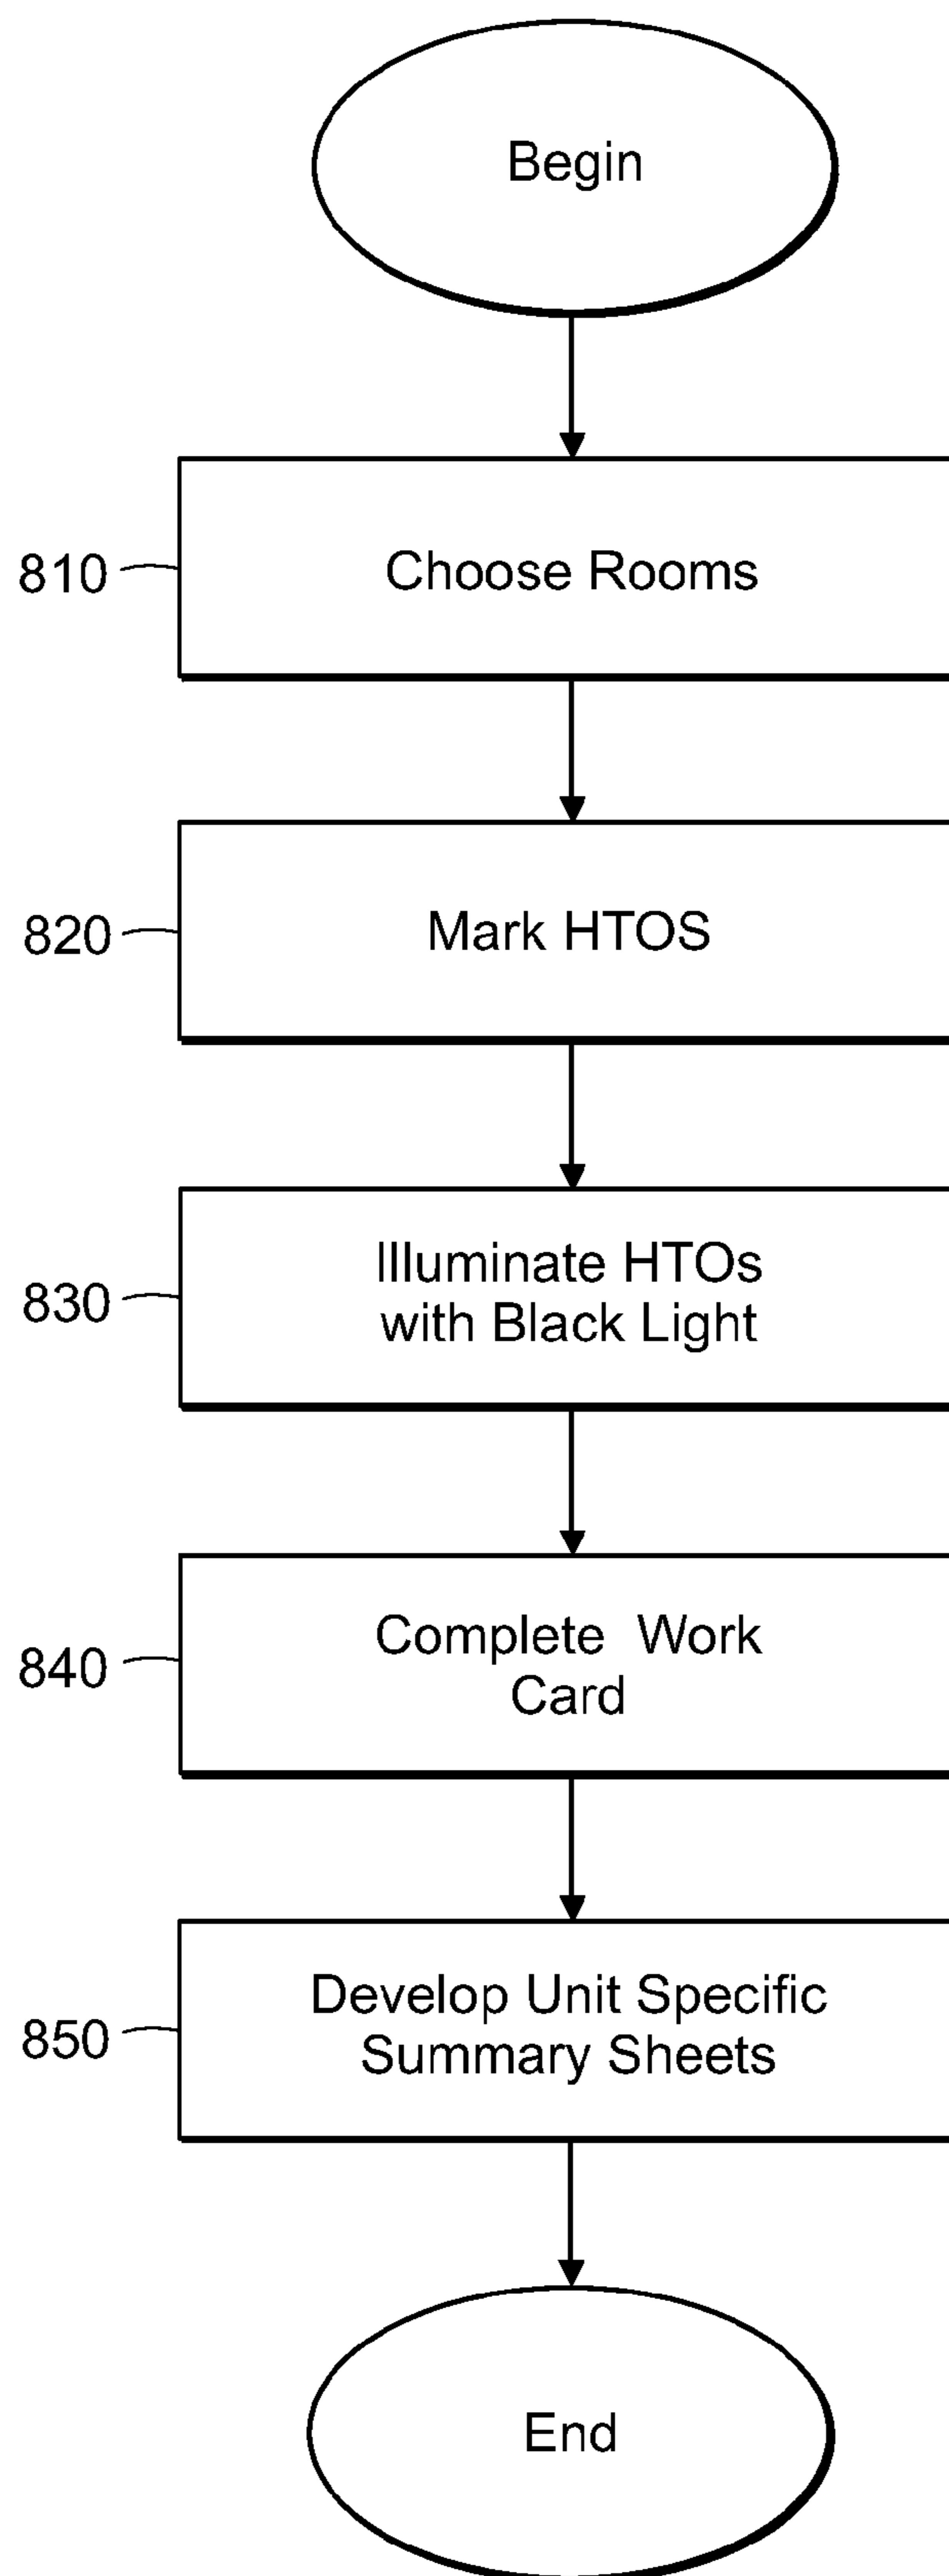 Begin
810
Choose Rooms
820
Mark HTOS
830
Illuminate HTOs
with Black Light
840
Complete Work
Card
850
Develop Unit Specific
Summary Sheets
End